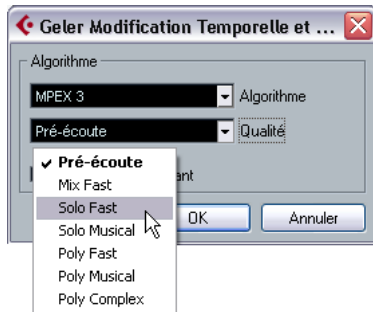 Geler Modification Temporelle et ...
Algorithme
MPEX 3
Algorithme
Pré-écoute
Qualité
Pré-écoute
Mix Fast
Solo Fast
Solo Musical
Poly Fast
Poly Musical
Poly Complex
OK
Annuler